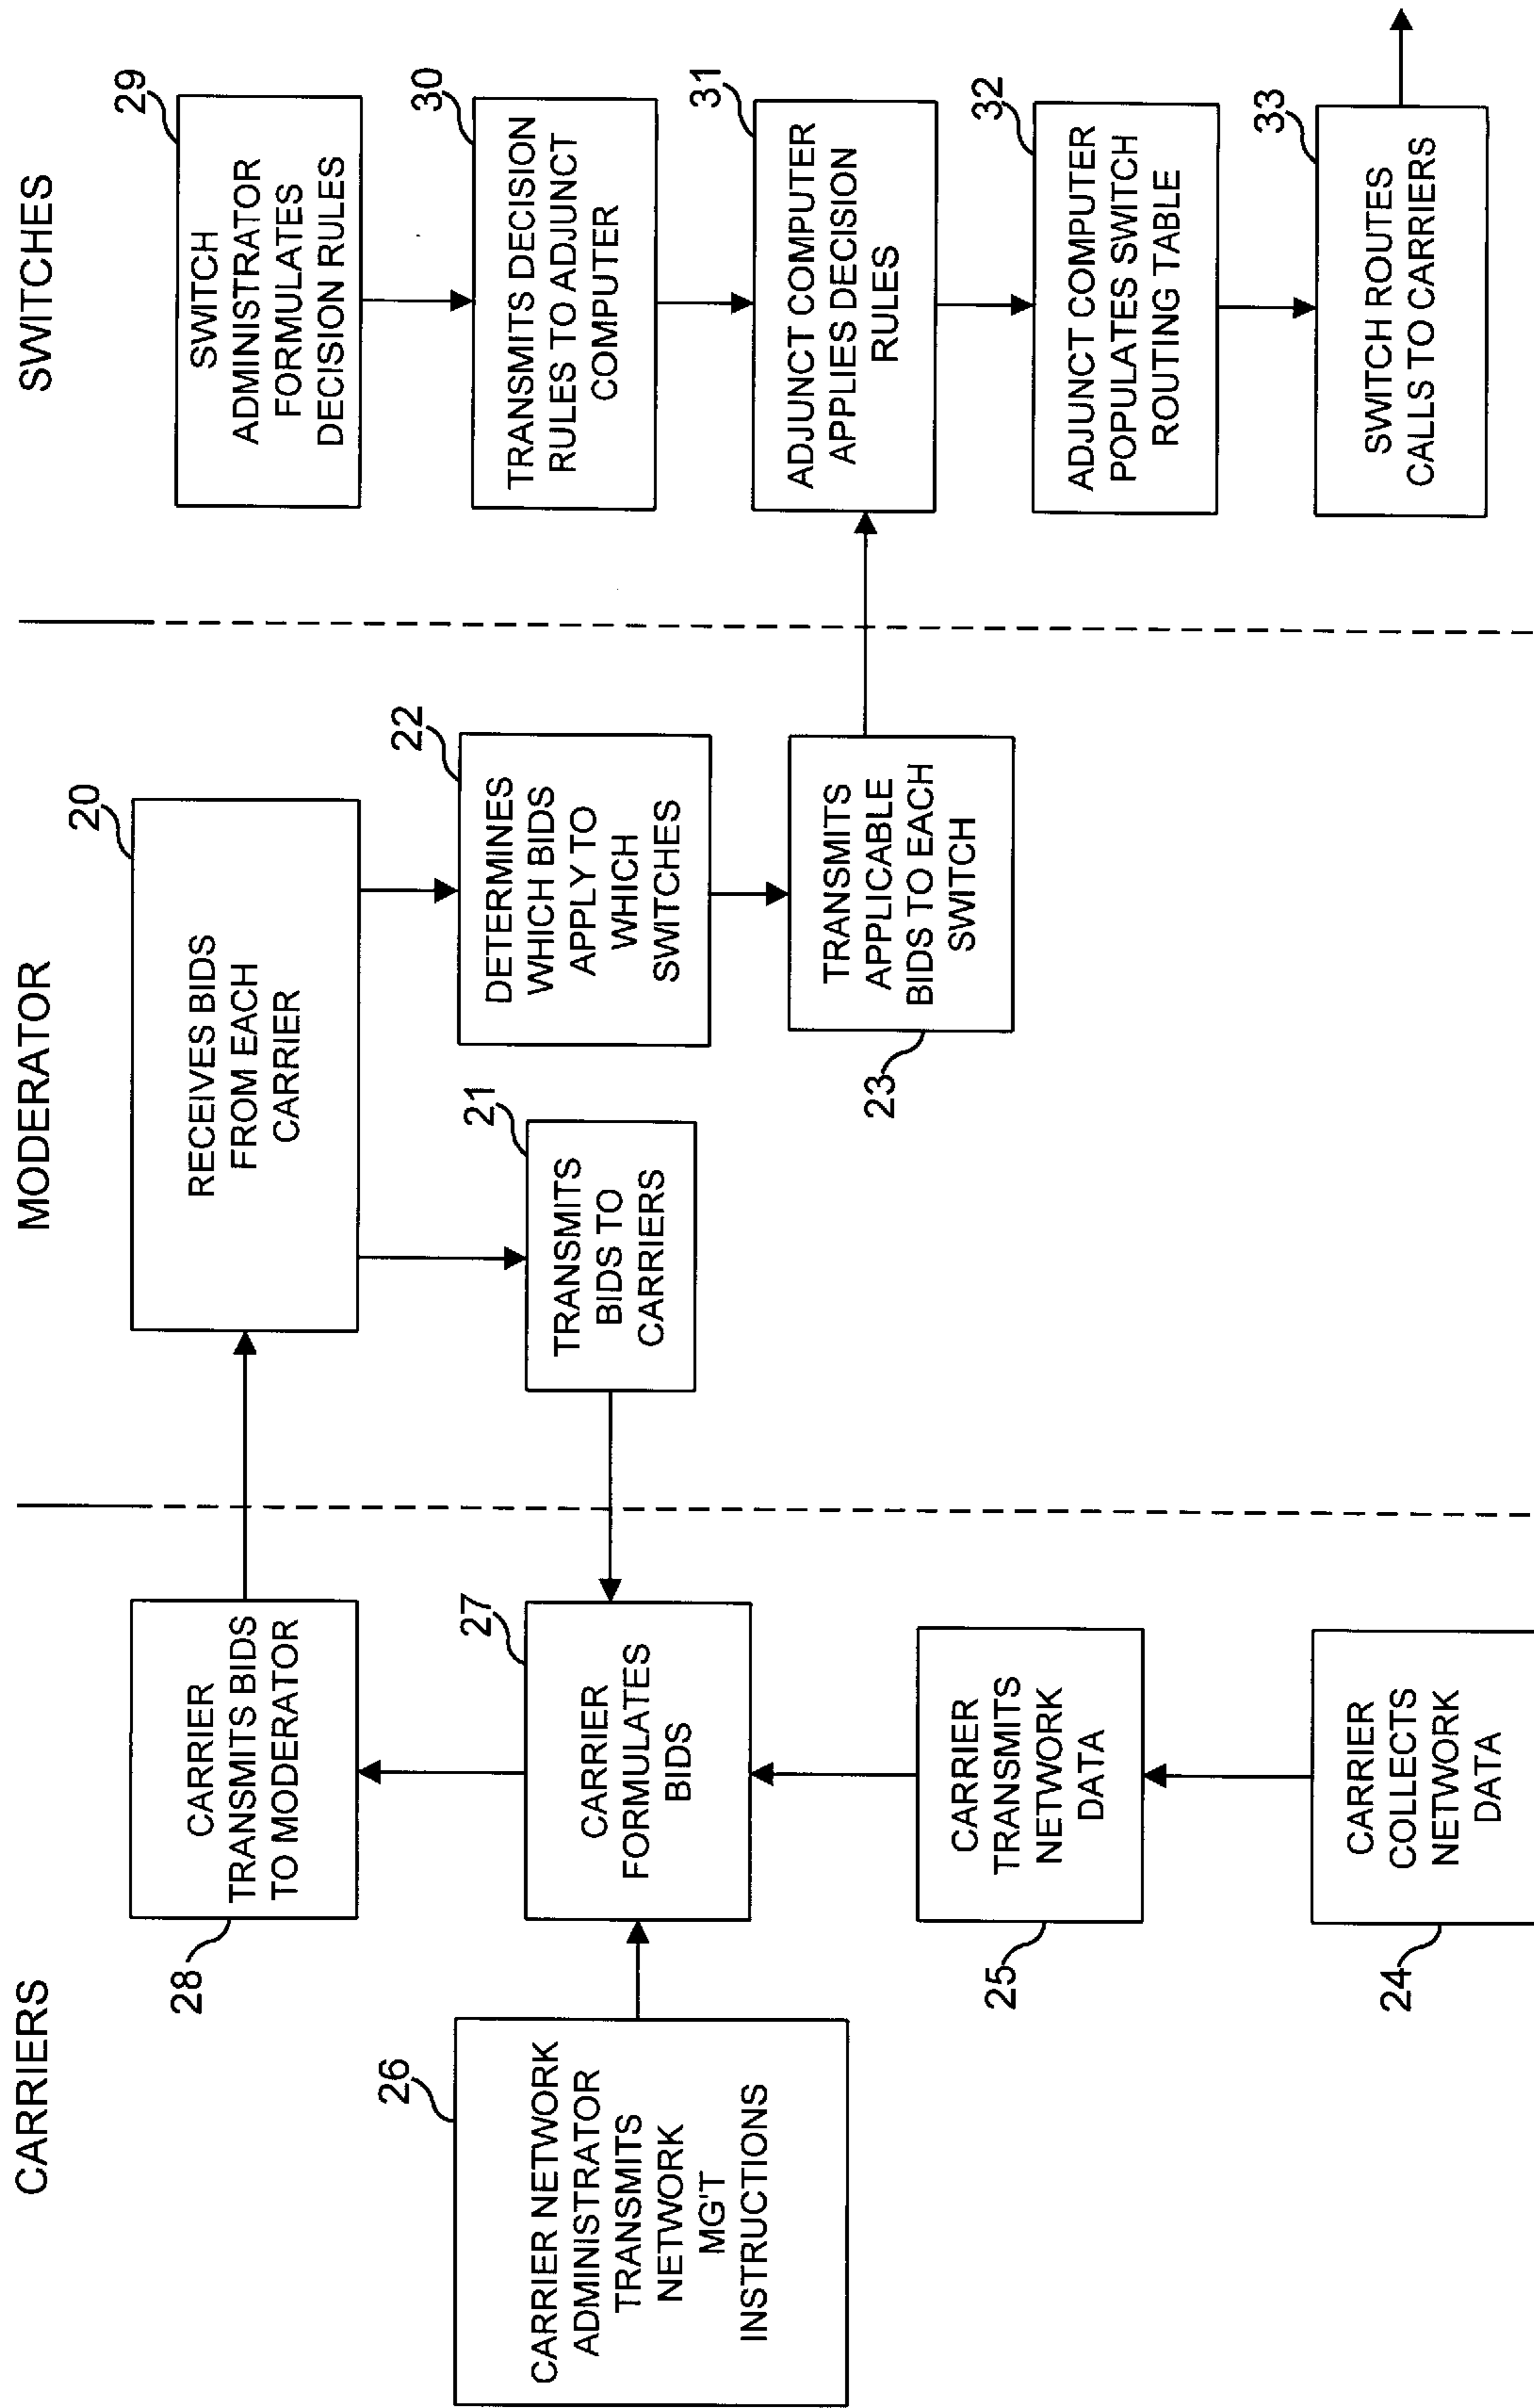 CARRIERS
28
CARRIER
TRANSMITS BIDS
TO MODERATOR
26
CARRIER NETWORK
ADMINISTRATOR
TRANSMITS
NETWORK
MG'T
INSTRUCTIONS
27
CARRIER
FORMULATES
BIDS
25
CARRIER
TRANSMITS
NETWORK
DATA
24
CARRIER
COLLECTS
NETWORK
DATA
MODERATOR
20
RECEIVES BIDS
FROM EACH
CARRIER
21
TRANSMITS
BIDS TO
CARRIERS
22
DETERMINES
WHICH BIDS
APPLY TO
WHICH
SWITCHES
23
TRANSMITS
APPLICABLE
BIDS TO EACH
SWITCH
SWITCHES
29
SWITCH
ADMINISTRATOR
FORMULATES
DECISION RULES
30
TRANSMITS DECISION
RULES TO ADJUNCT
COMPUTER
31
ADJUNCT COMPUTER
APPLIES DECISION
RULES
32
ADJUNCT COMPUTER
POPULATES SWITCH
ROUTING TABLE
33
SWITCH ROUTES
CALLS TO CARRIERS